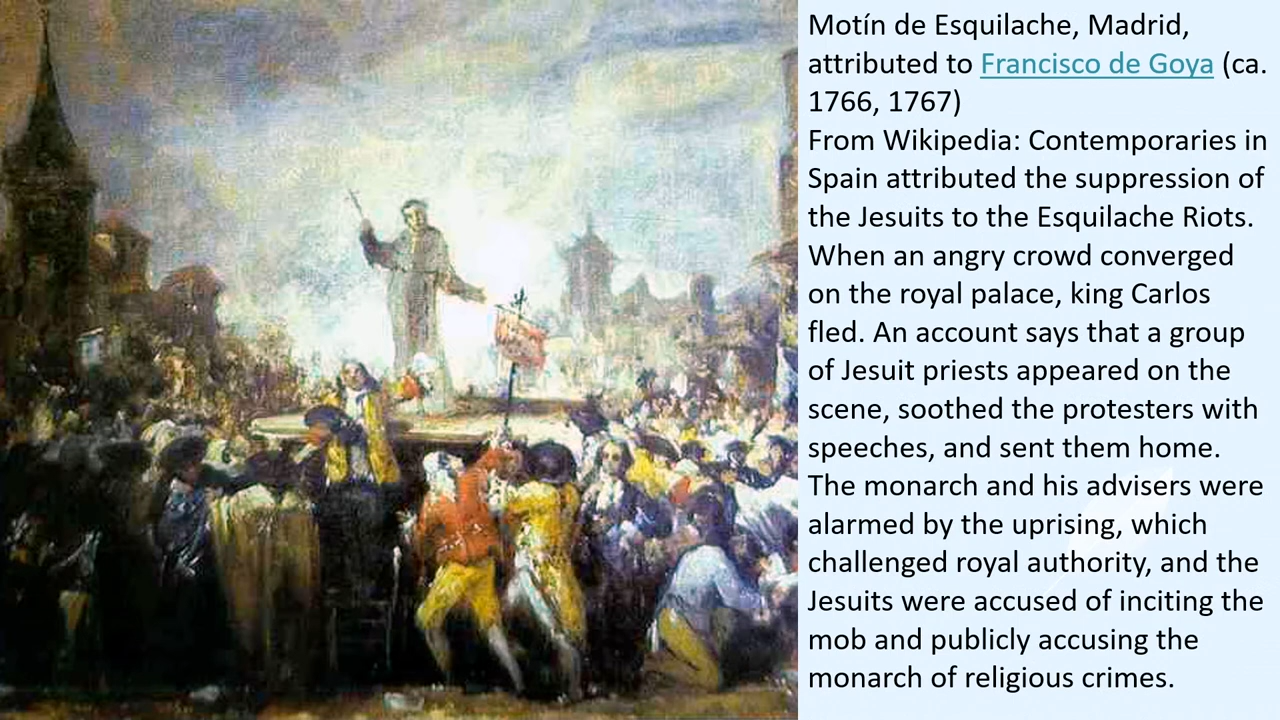 Motín de Esquilache, Madrid,
attributed to Francisco de Goya (ca.
1766, 1767)
From Wikipedia: Contemporaries in
Spain attributed the suppression of
the Jesuits to the Esquilache Riots.
When an angry crowd converged
on the royal palace, king Carlos
fled. An account says that a group
of Jesuit priests appeared on the
scene, soothed the protesters with
speeches, and sent them home.
The monarch and his advisers were
alarmed by the uprising, which
challenged royal authority, and the
Jesuits were accused of inciting the
mob and publicly accusing the
monarch of religious crimes.